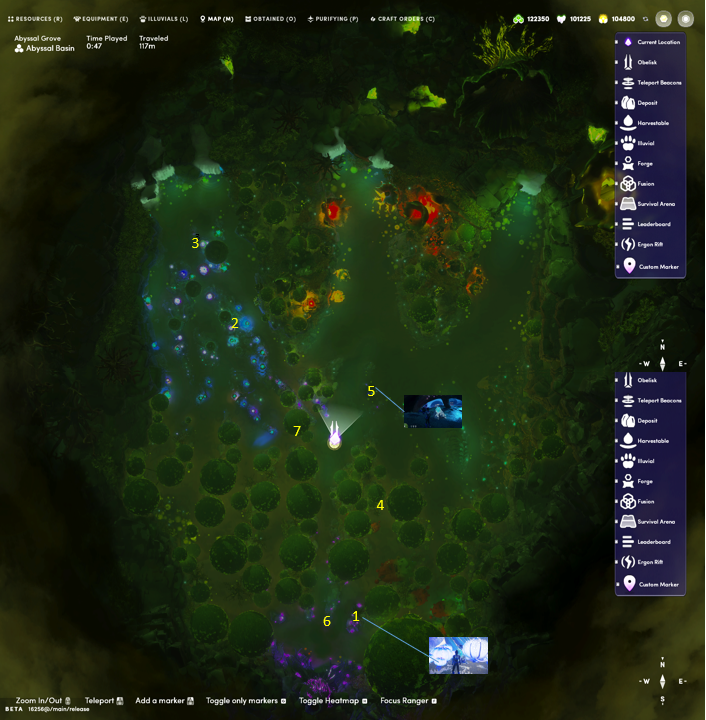 RESOURCES (R) EQUIPMENT (E) ILLUVIALS (L) MAP (M) OBTAINED (O) PURIFYING (P) CRAFT ORDERS (C) 122350 101225 104800
Abyssal Grove Time Played Traveled
Abyssal Basin 0:47 117m
Current Location
Obelisk
Teleport Beacons
Deposit
Harvestable
Illuvial
Forge
Fusion
Survival Arena
Leaderboard
Ergon Rift
Custom Marker
3
2
N
W E
5
7
4
Obelisk
Teleport Beacons
Deposit
Harvestable
Illuvial
Forge
Fusion
Survival Arena
Leaderboard
Ergon Rift
Custom Marker
1
6
N
W E
S
Zoom In/Out Teleport Add a marker Toggle only markers Toggle Heatmap Focus Ranger
BETA 16256@/main/release